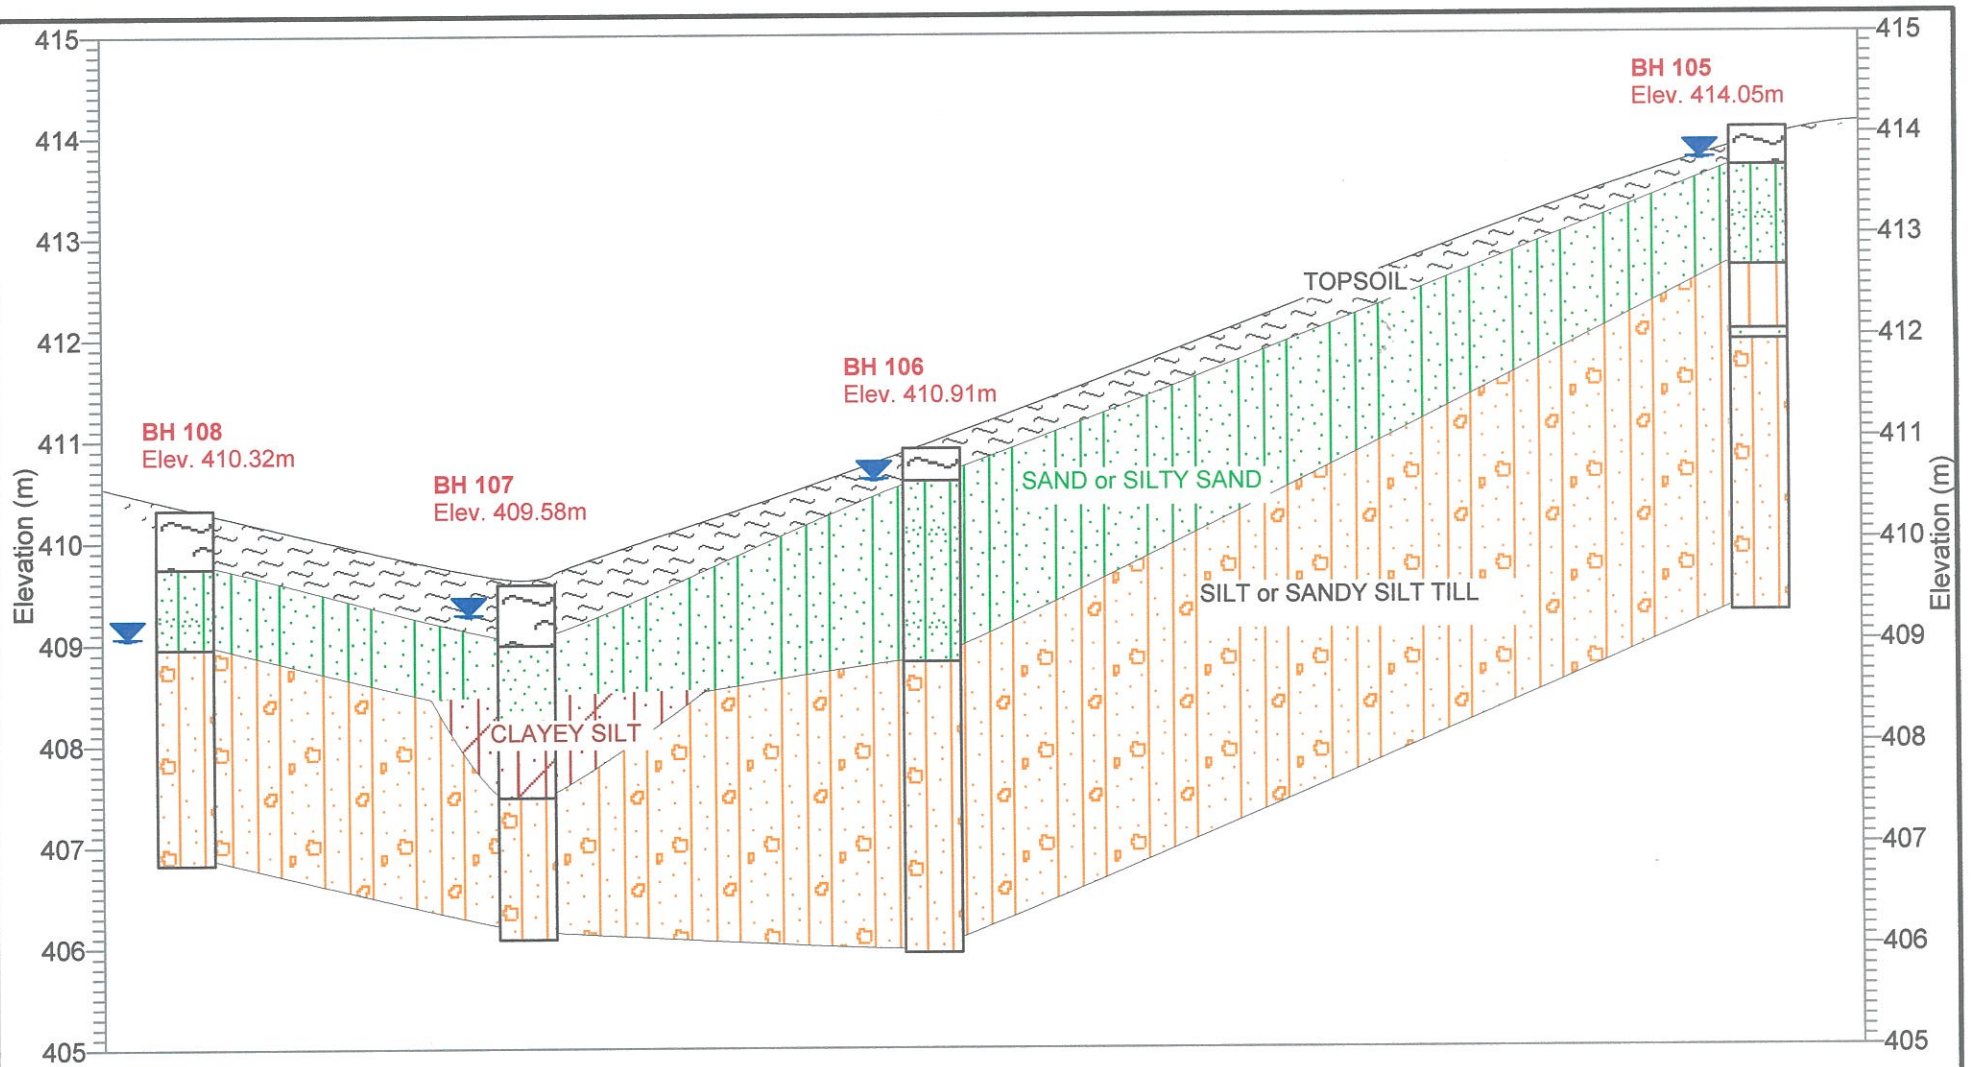 415
415
BH 105
Elev. 414.05m
414
414
413
413
TOPSOIL
412
412
BH 106
Elev. 410.91m
BH 108
Elev. 410.32m
411
411
BH 107
Elev. 409.58m
SAND or SILTY SAND
Elevation (m)
Elevation (m)
410
410
SILT or SANDY SILT TILL
409
409
CLAYEY SILT
408
408
407
407
406
406
405
405